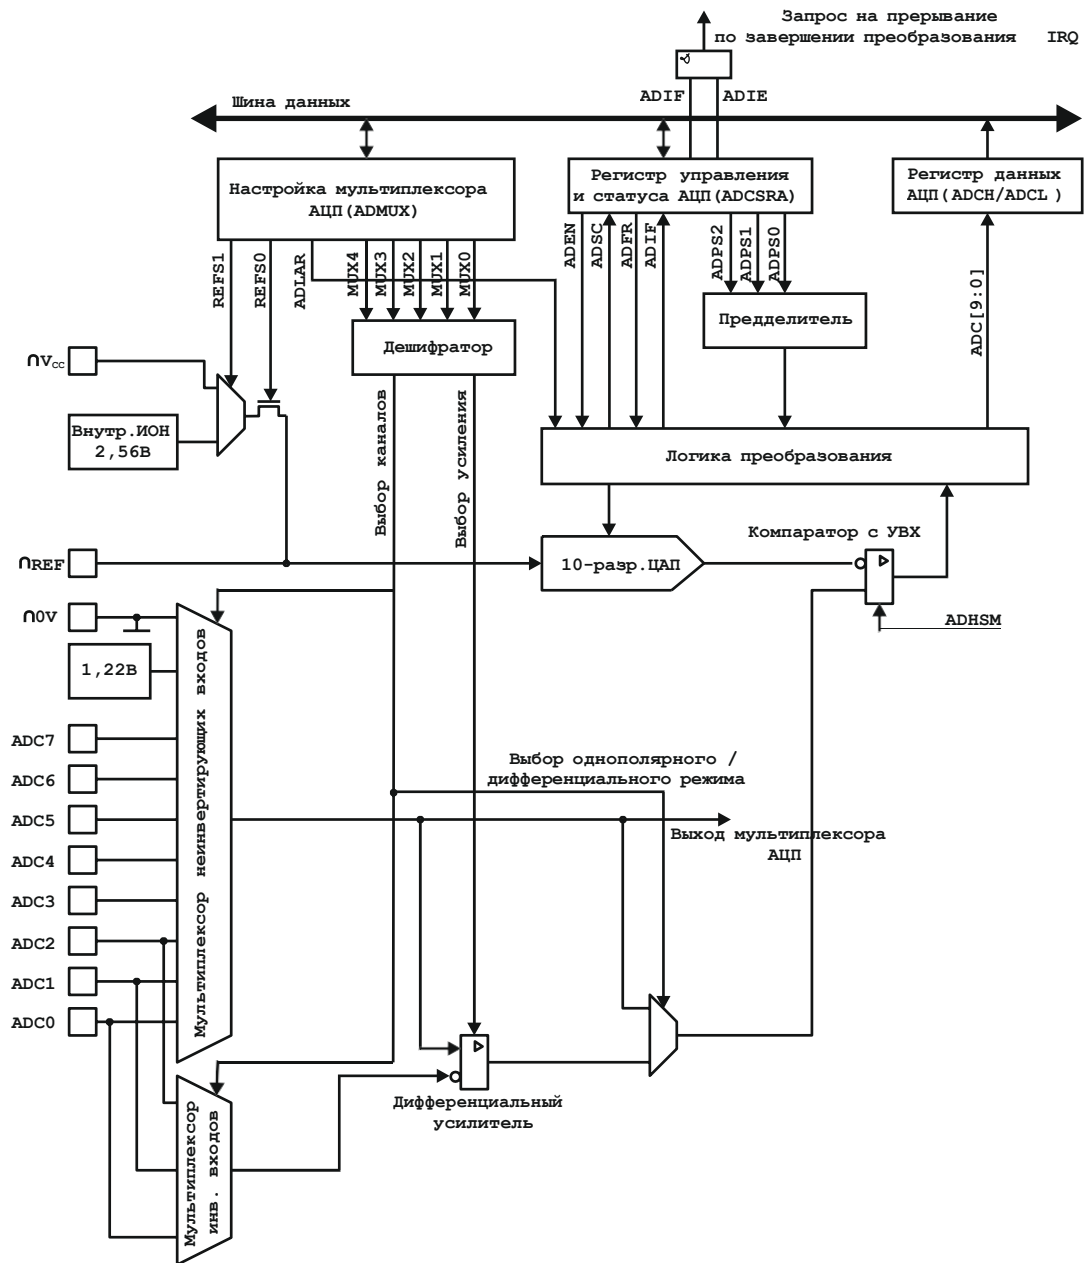 Запрос на прерывание
по завершении преобразования IRQ
ADIF ADIE
Шина данных
Настройка мультиплексора
АЦП(ADMUX)
Регистр управления
и статуса АЦП(ADCSRA)
Регистр данных
АЦП(ADCH/ADCL )
REFS1
REFS0
ADLAR
MUX4
MUX3
MUX2
MUX1
MUX0
ADEN
ADSC
ADFR
ADIF
ADPS2
ADPS1
ADPS0
ADC[9:0]
Дешифратор
Предделитель
∩Vcc
Внутр.ИОН
2,56В
Выбор каналов
Выбор усиления
Логика преобразования
Компаратор с УВХ
∩REF
10-разр.ЦАП
∩0V
ADHSM
1,22В
Мультиплексор неинвертирующих входов
ADC7
ADC6
ADC5
ADC4
ADC3
ADC2
ADC1
ADC0
Выбор однополярного /
дифференциального режима
Выход мультиплексора
АЦП
Дифференциальный
усилитель
Мультиплексор
инв. входов